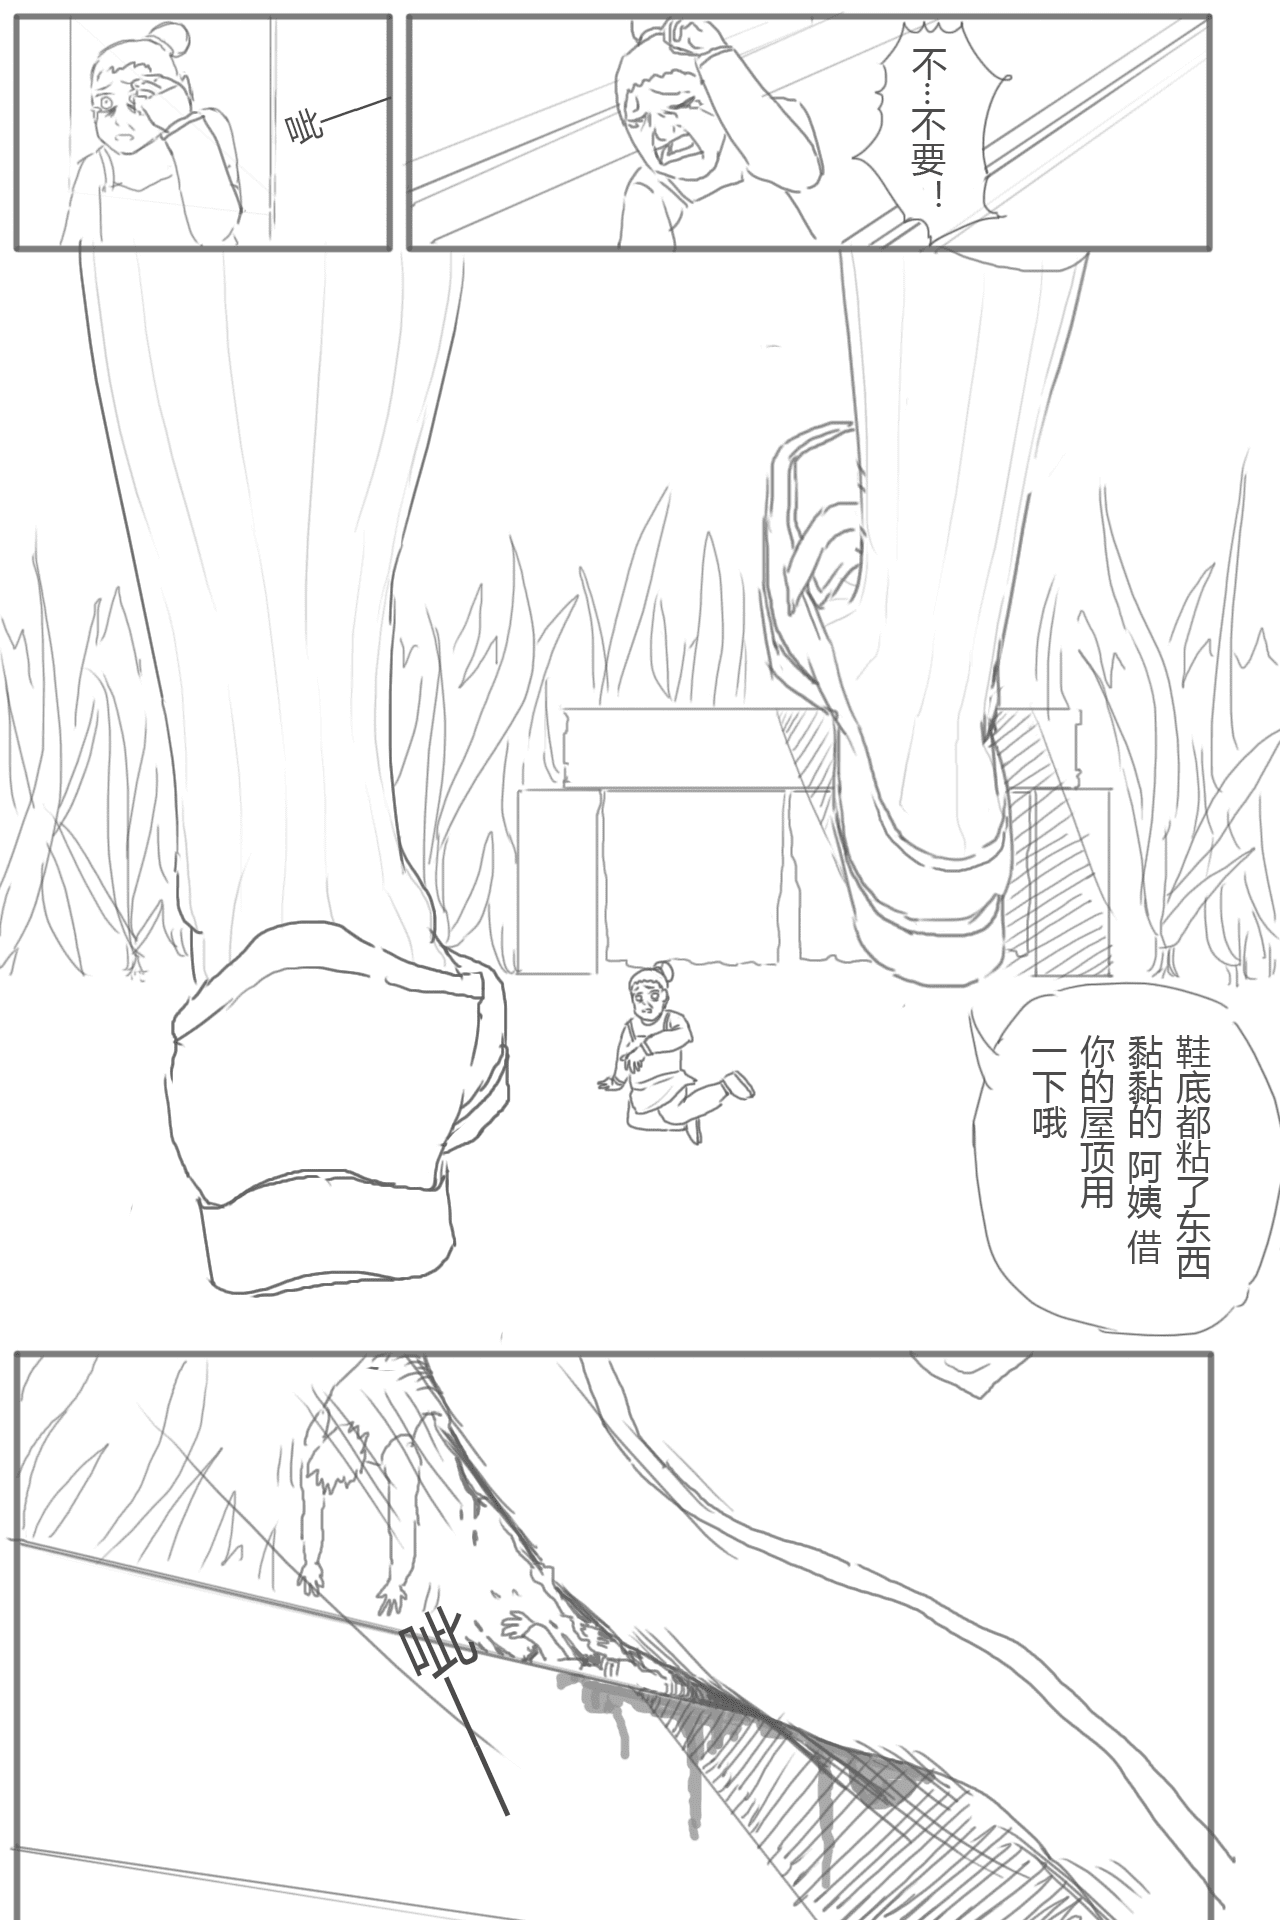 呲—
不…不要！
鞋底都粘了东西
黏黏的 阿姨 借
你的屋顶用
一下哦
呲—